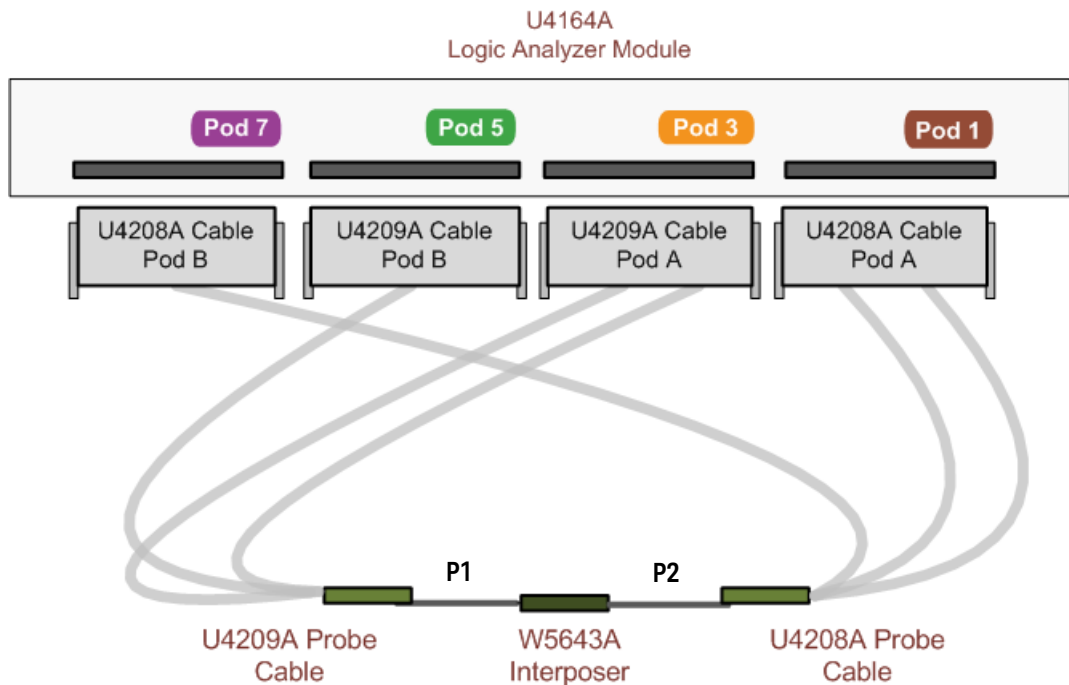 U4164A
Logic Analyzer Module
Pod 7
Pod 5
Pod 3
Pod 1
U4208A Cable
Pod B
U4209A Cable
Pod B
U4209A Cable
Pod A
U4208A Cable
Pod A
P1
P2
U4209A Probe
Cable
W5643A
Interposer
U4208A Probe
Cable